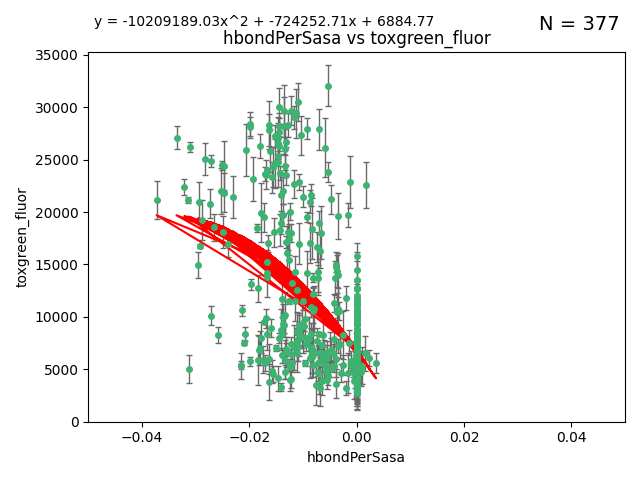 y = -10209189.03x^2 + -724252.71x + 6884.77
N = 377
hbondPerSasa vs toxgreen_fluor
35000
30000
25000
20000
15000
10000
5000
0
toxgreen_fluor
−0.04
−0.02
0.00
0.02
0.04
hbondPerSasa